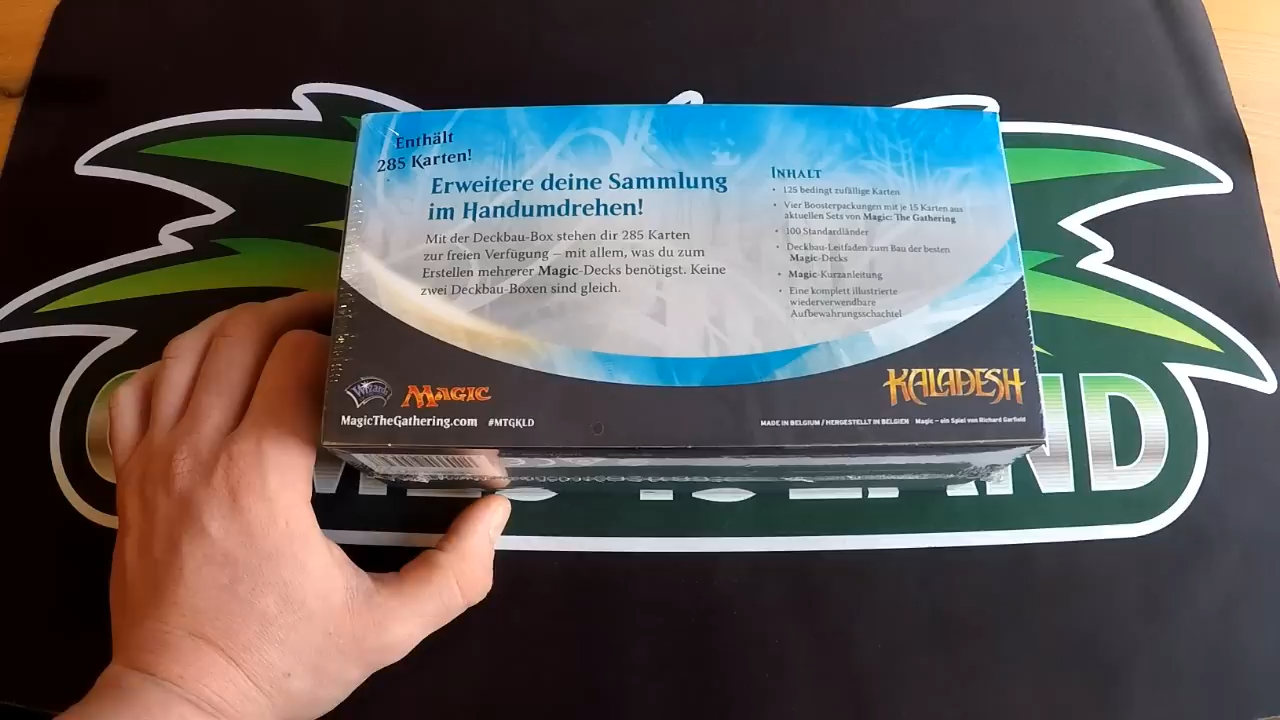 Enthält
285 Karten!
Erweitere deine Sammlung
im Handumdrehen!
Mit der Deckbau-Box stehen dir 285 Karten
zur freien Verfügung – mit allem, was du zum
Erstellen mehrerer Magic-Decks benötigst. Keine
zwei Deckbau-Boxen sind gleich.
INHALT
• 125 bedingt zufällige Karten
• Vier Boosterpackungen mit je 15 Karten aus
aktuellen Sets von Magic: The Gathering
• 100 Standardländer
• Deckbau-Leitfaden zum Bau der besten
Magic-Decks
• Magic-Kurzanleitung
• Eine komplett illustrierte
wiederverwendbare
Aufbewahrungsschachtel
Wizards
MAGIC
KALADESH
MagicTheGathering.com #MTGKLD
MADE IN BELGIUM / HERGESTELLT IN BELGIEN Magic – ein Spiel von Richard Garfield